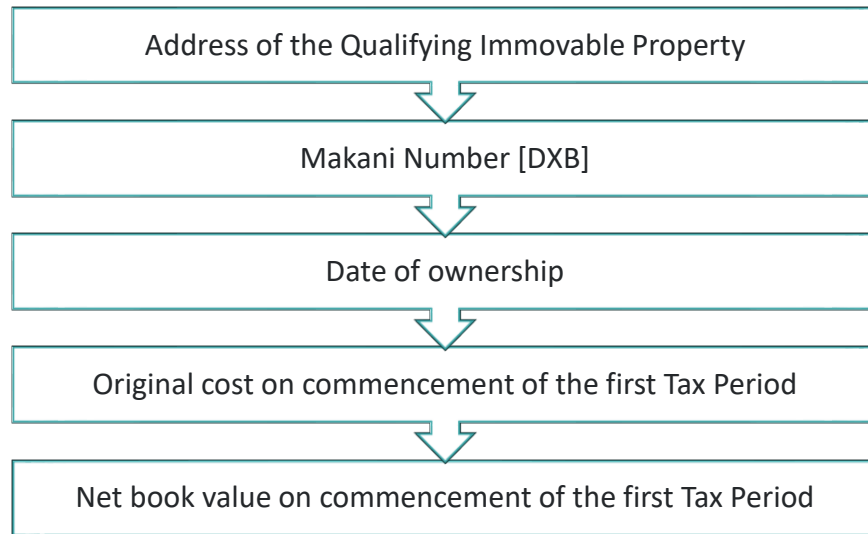 Address of the Qualifying Immovable Property
Makani Number [DXB]
Date of ownership
Original cost on commencement of the first Tax Period
Net book value on commencement of the first Tax Period